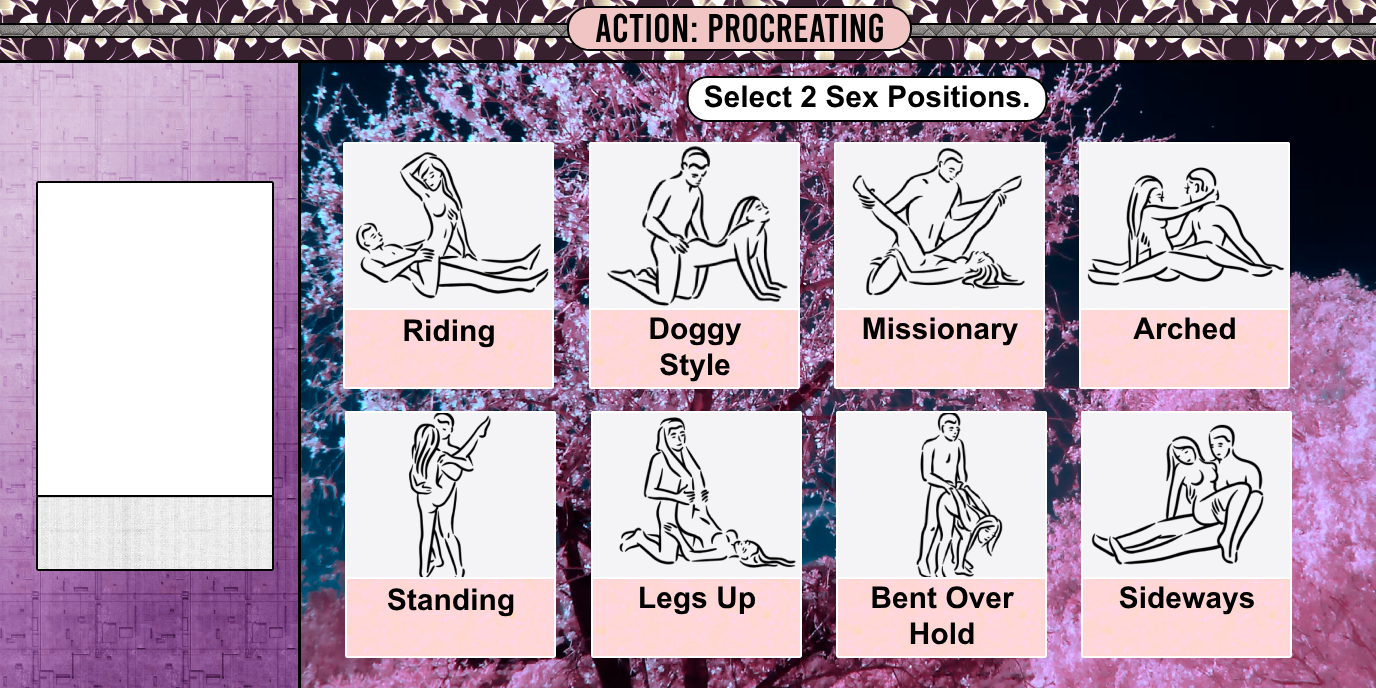 ACTION: PROCREATING
Select 2 Sex Positions.
Riding
Doggy
Style
Missionary
Arched
Standing
Legs Up
Bent Over
Hold
Sideways